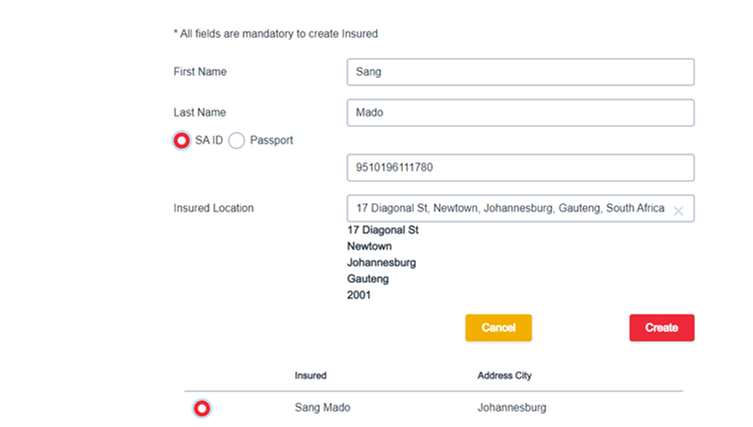 * All fields are mandatory to create Insured
First Name
Sang
Last Name
Mado
SA ID Passport
9510196111780
Insured Location
17 Diagonal St, Newtown, Johannesburg, Gauteng, South Africa
17 Diagonal St
Newtown
Johannesburg
Gauteng
2001
Cancel Create
Insured Address City
Sang Mado Johannesburg